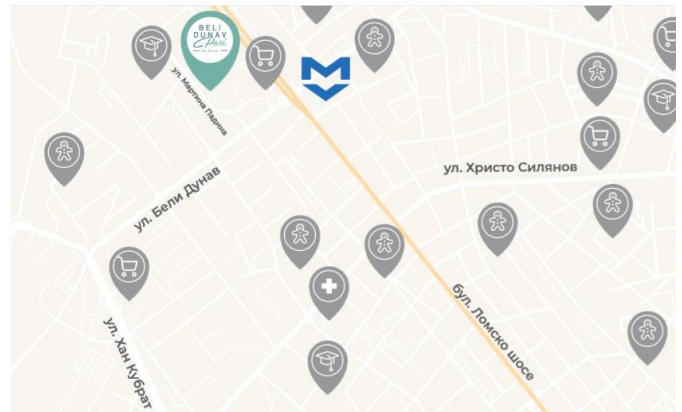 BELI
DUNAV
Park
ул. Мартина Падина
ул. Бели Дунав
ул. Христо Силянов
бул. Ломско шосе
ул. Хан Кубрат